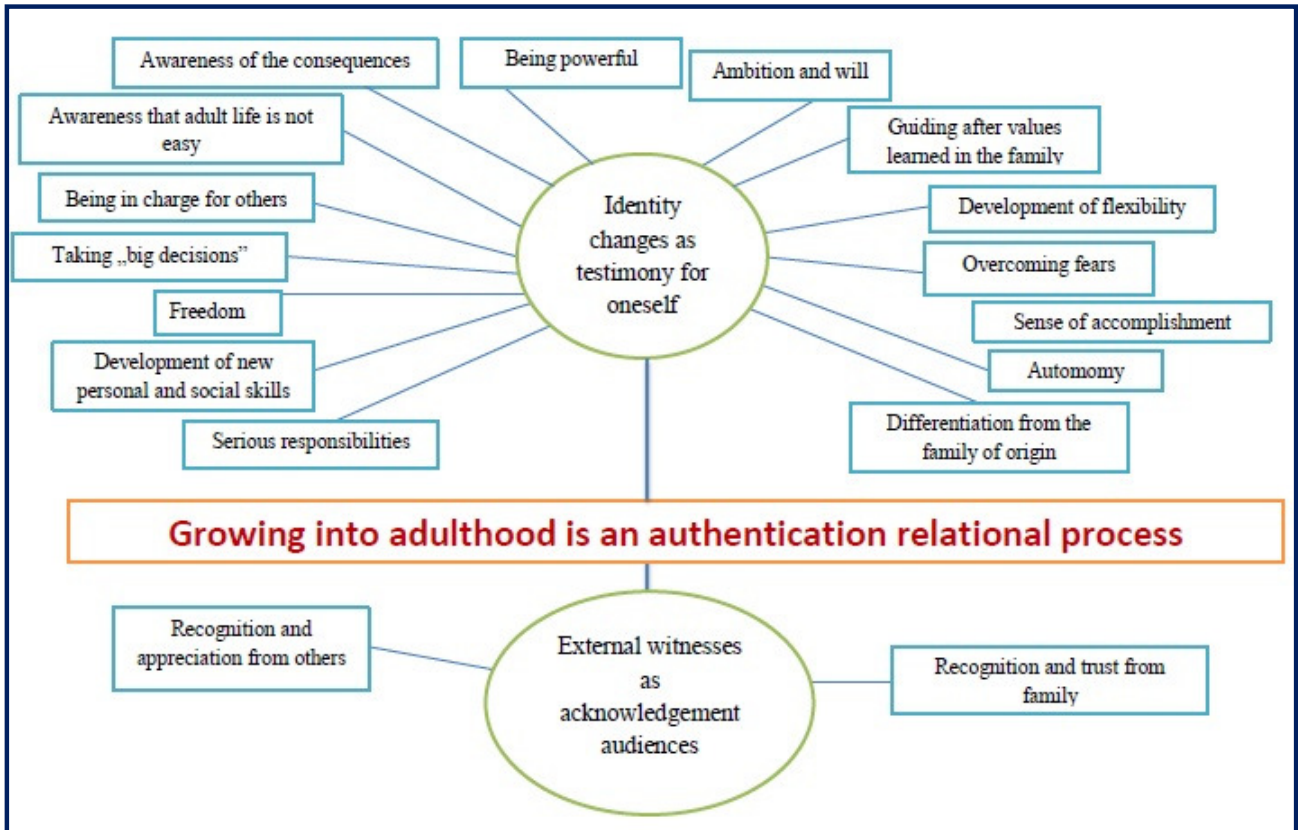 Awareness of the consequences
Being powerful
Ambition and will
Awareness that adult life is not
easy
Guiding after values
learned in the family
Being in charge for others
Identity
changes as
testimony for
oneself
Development of flexibility
Taking „big decisions”
Overcoming fears
Freedom
Sense of accomplishment
Development of new
personal and social skills
Automomy
Serious responsibilities
Differentiation from the
family of origin
Growing into adulthood is an authentication relational process
Recognition and
appreciation from others
External witnesses
as
acknowledgement
audiences
Recognition and trust from
family